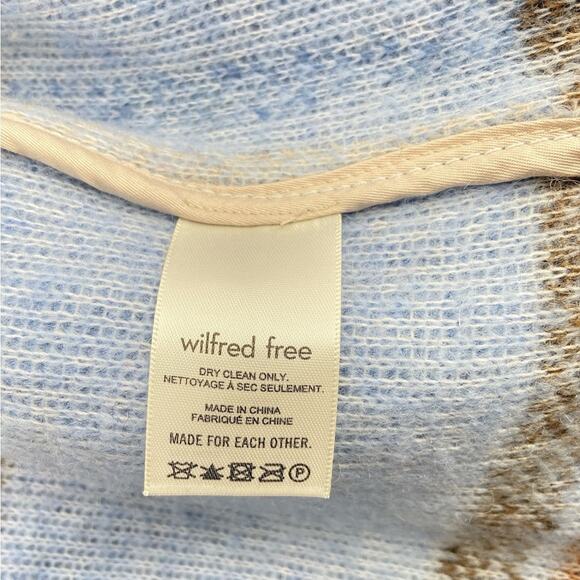 wilfred free
DRY CLEAN ONLY.
NETTOYAGE À SEC SEULEMENT.
MADE IN CHINA
FABRIQUÉ EN CHINE
MADE FOR EACH OTHER.
P